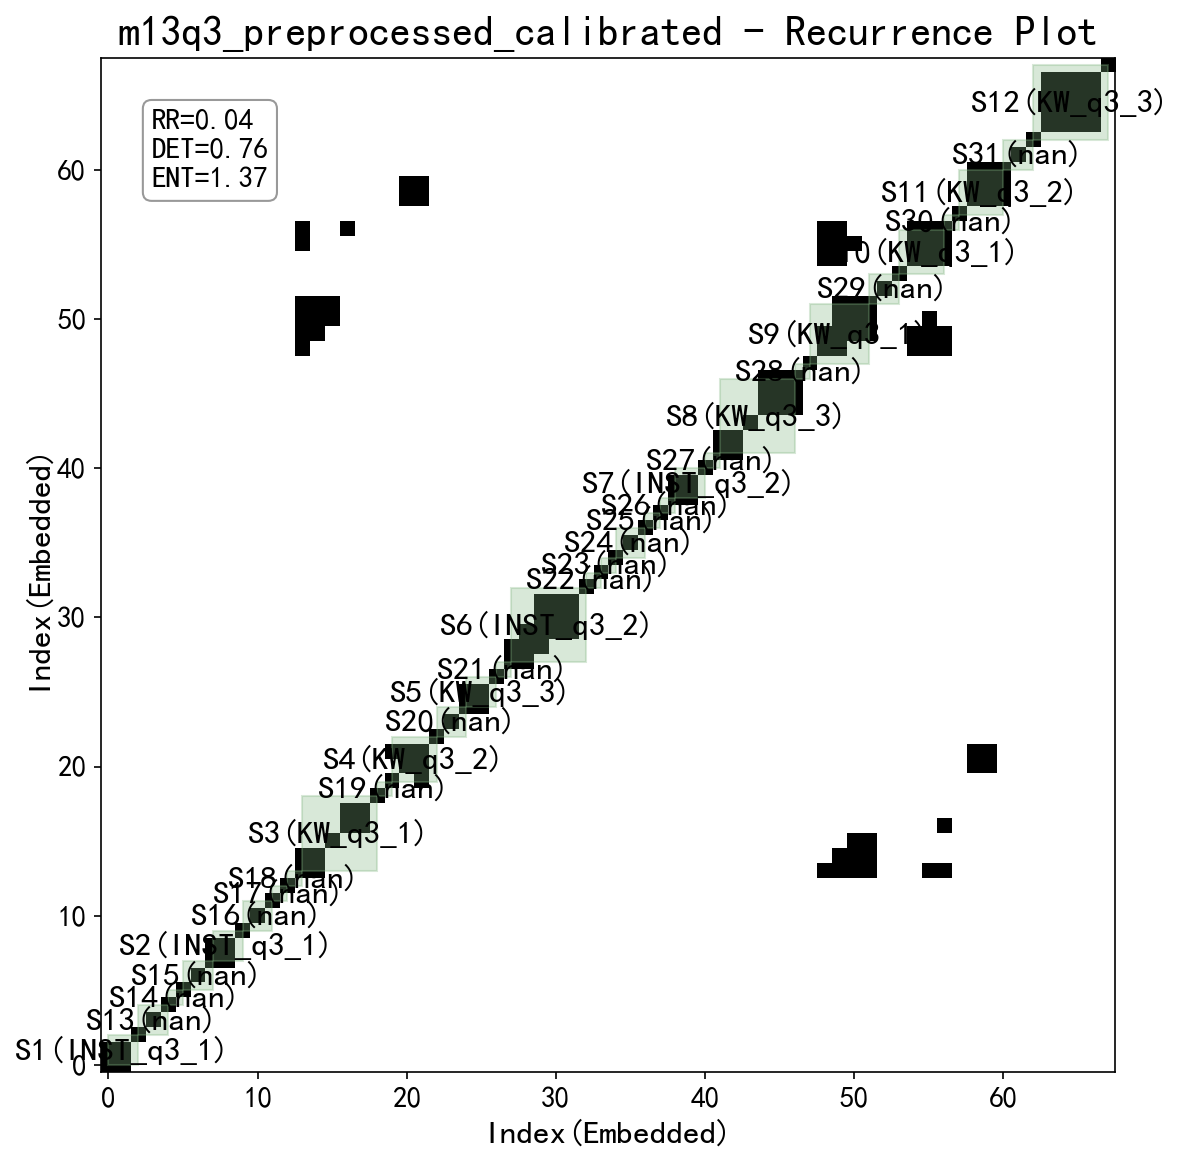 m13q3_preprocessed_calibrated - Recurrence Plot
RR=0.04
DET=0.76
ENT=1.37
S12(KW_q3_3)
S31(nan)
S11(KW_q3_2)
S30(nan)
0(KW_q3_1)
S29(nan)
S9(KW_q3_1)
S28(nan)
S8(KW_q3_3)
S27(nan)
S7(INST_q3_2)
S26(nan)
S25(nan)
S24(nan)
S23(nan)
S22(nan)
S6(INST_q3_2)
S21(nan)
S5(KW_q3_3)
S20(nan)
S4(KW_q3_2)
S19(nan)
S3(KW_q3_1)
S18(nan)
S17(nan)
S16(nan)
S2(INST_q3_1)
S15(nan)
S14(nan)
S13(nan)
S1(INST_q3_1)
60
50
40
30
20
10
0
Index(Embedded)
0 10 20 30 40 50 60
Index(Embedded)